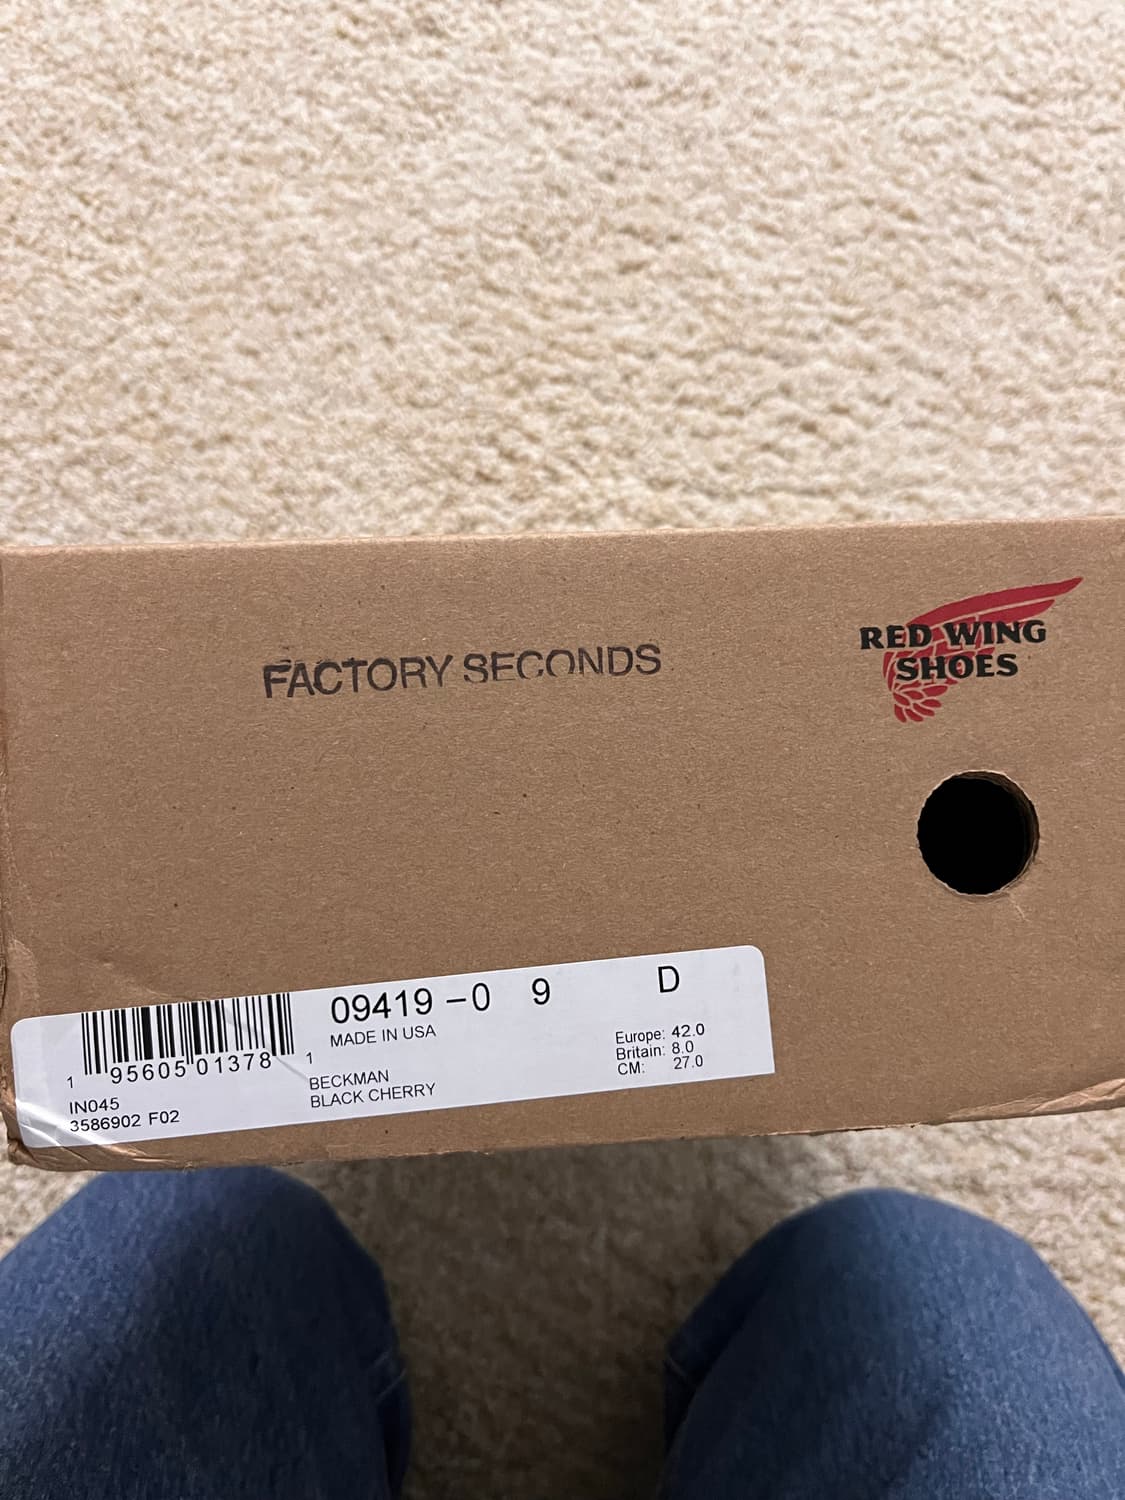 RED WING
SHOES
FACTORY SECONDS
09419-0 9 D
MADE IN USA
Europe: 42.0
Britain: 8.0
CM: 27.0
1 95605 01378 1
BECKMAN
BLACK CHERRY
IN045
3586902 F02